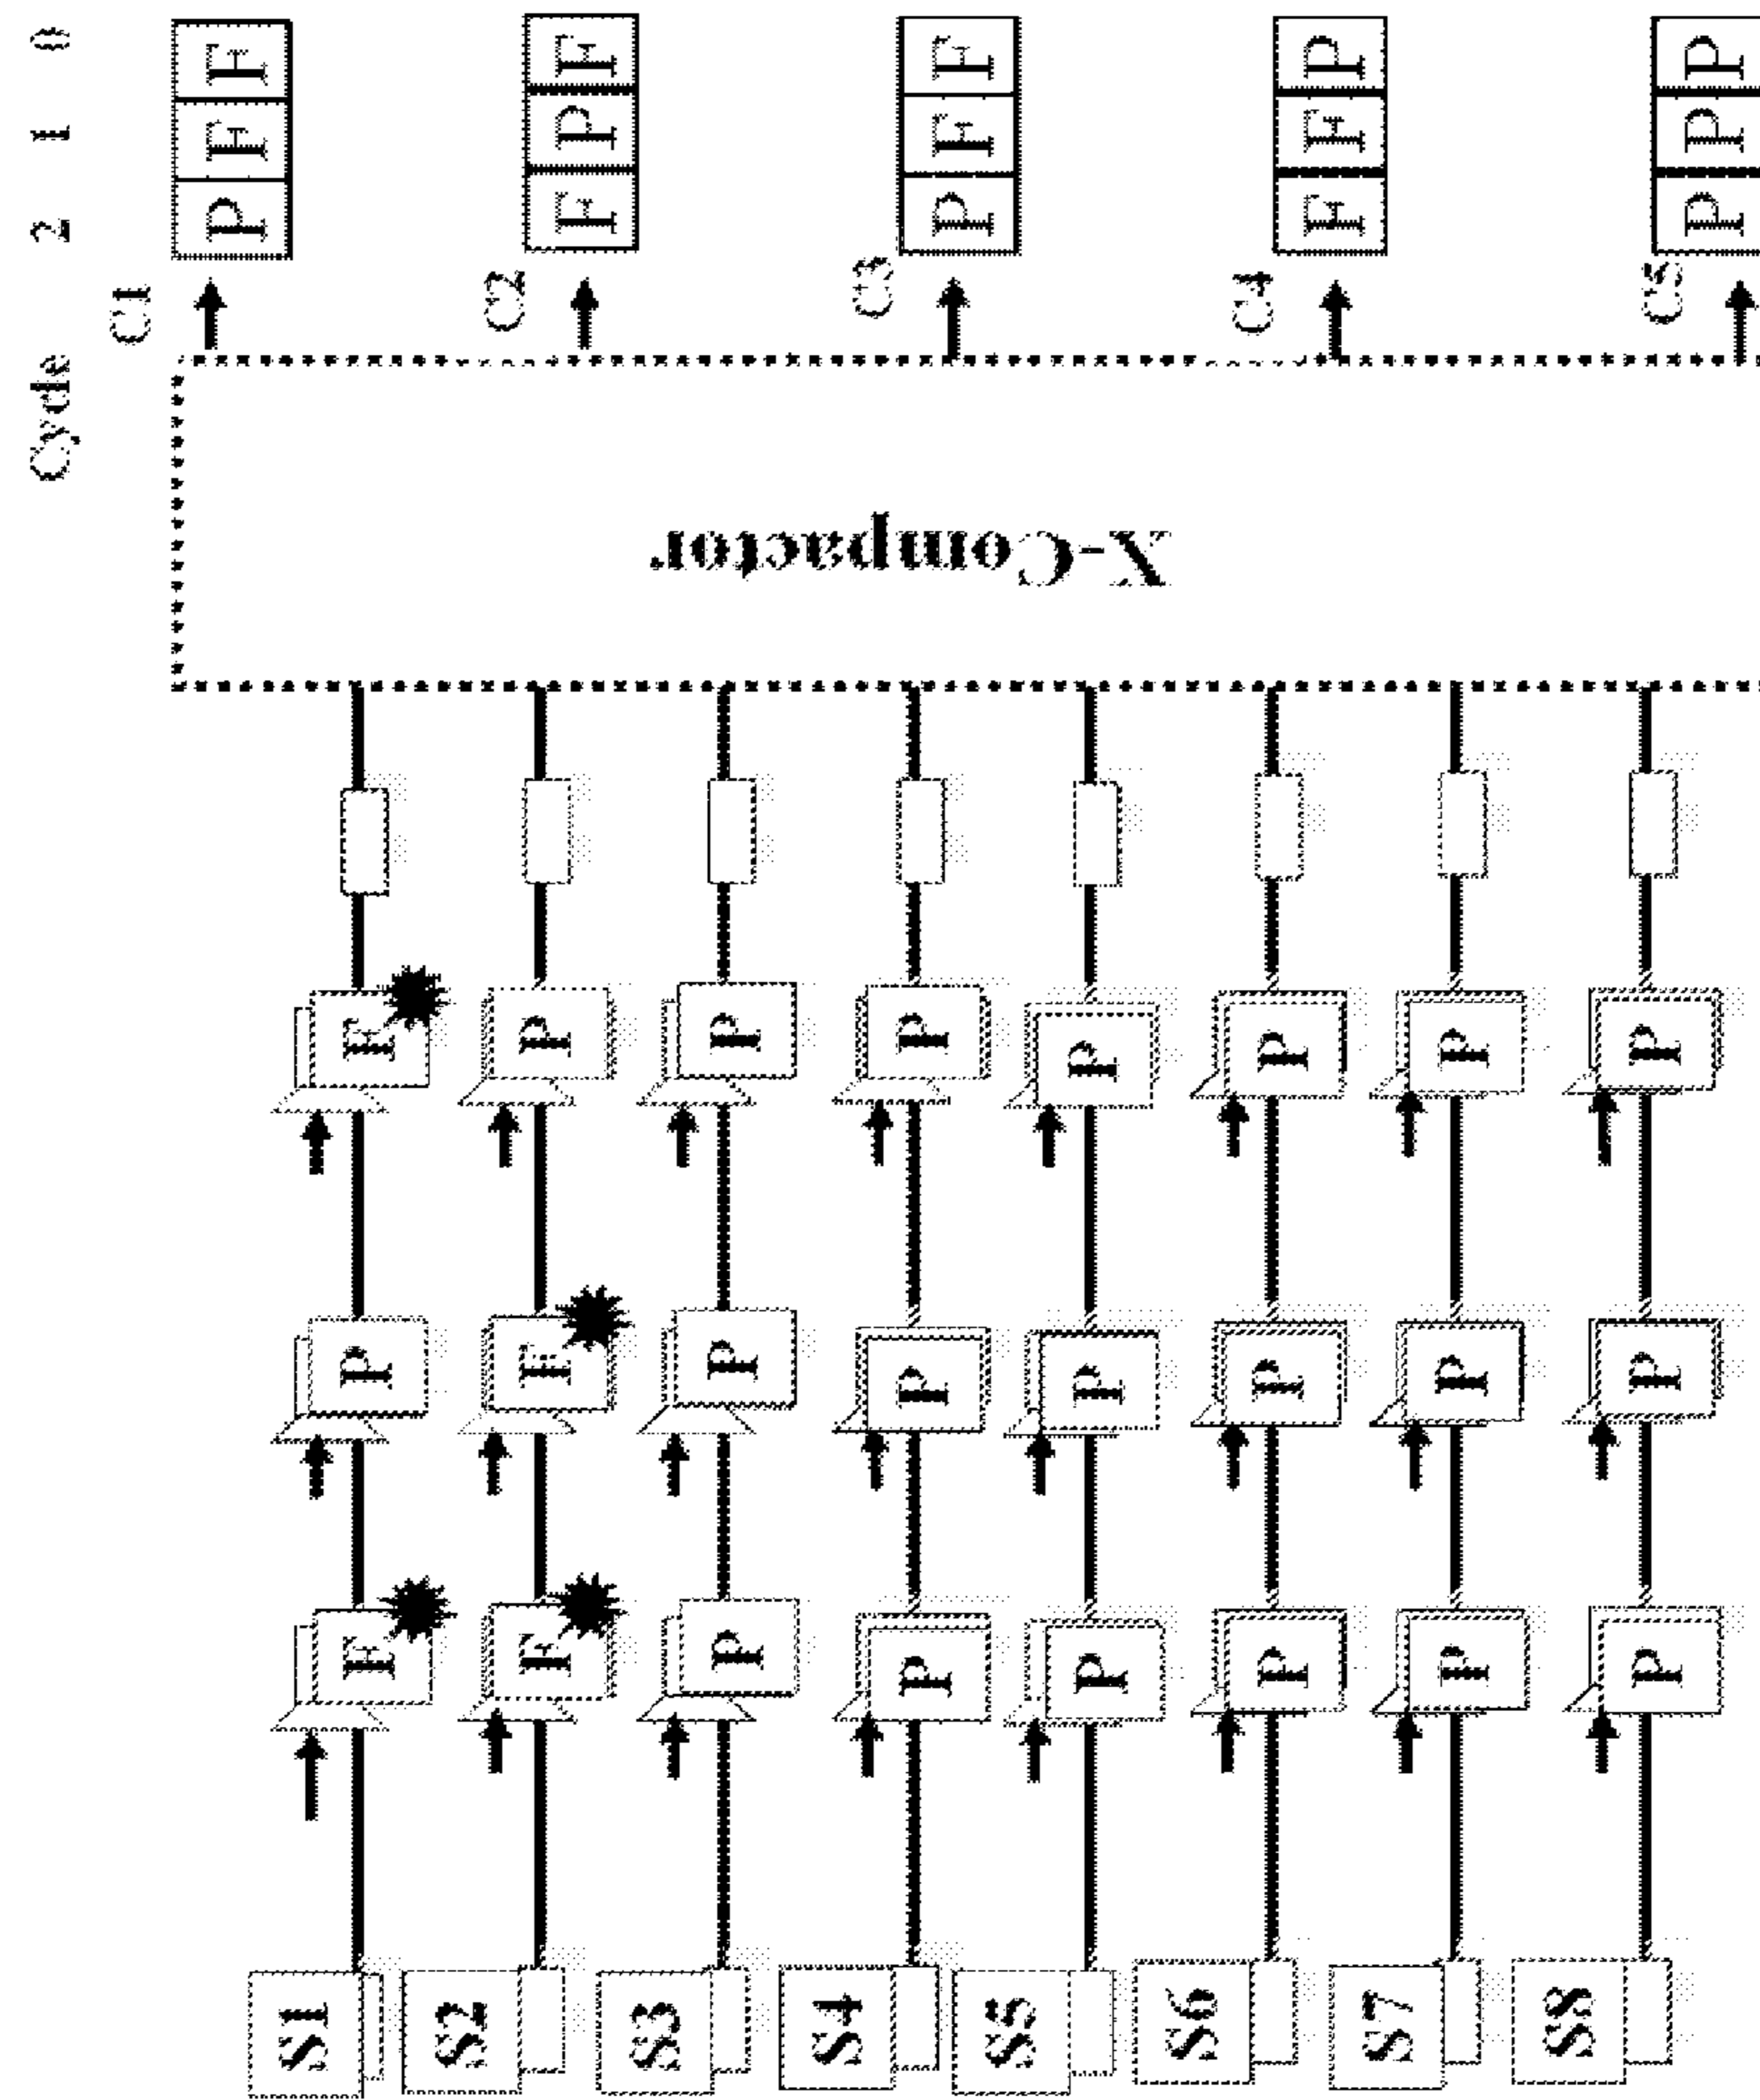 Cycle 2 1 0
C1
P F F
S1 F P F
C2
F P F
S2 F F P
S3 P P P
C3
P F F
S4 P P P
X-Compactor
S5 P P P
S6 P P P
C4
F F P
S7 P P P
S8 P P P
C5
P P P